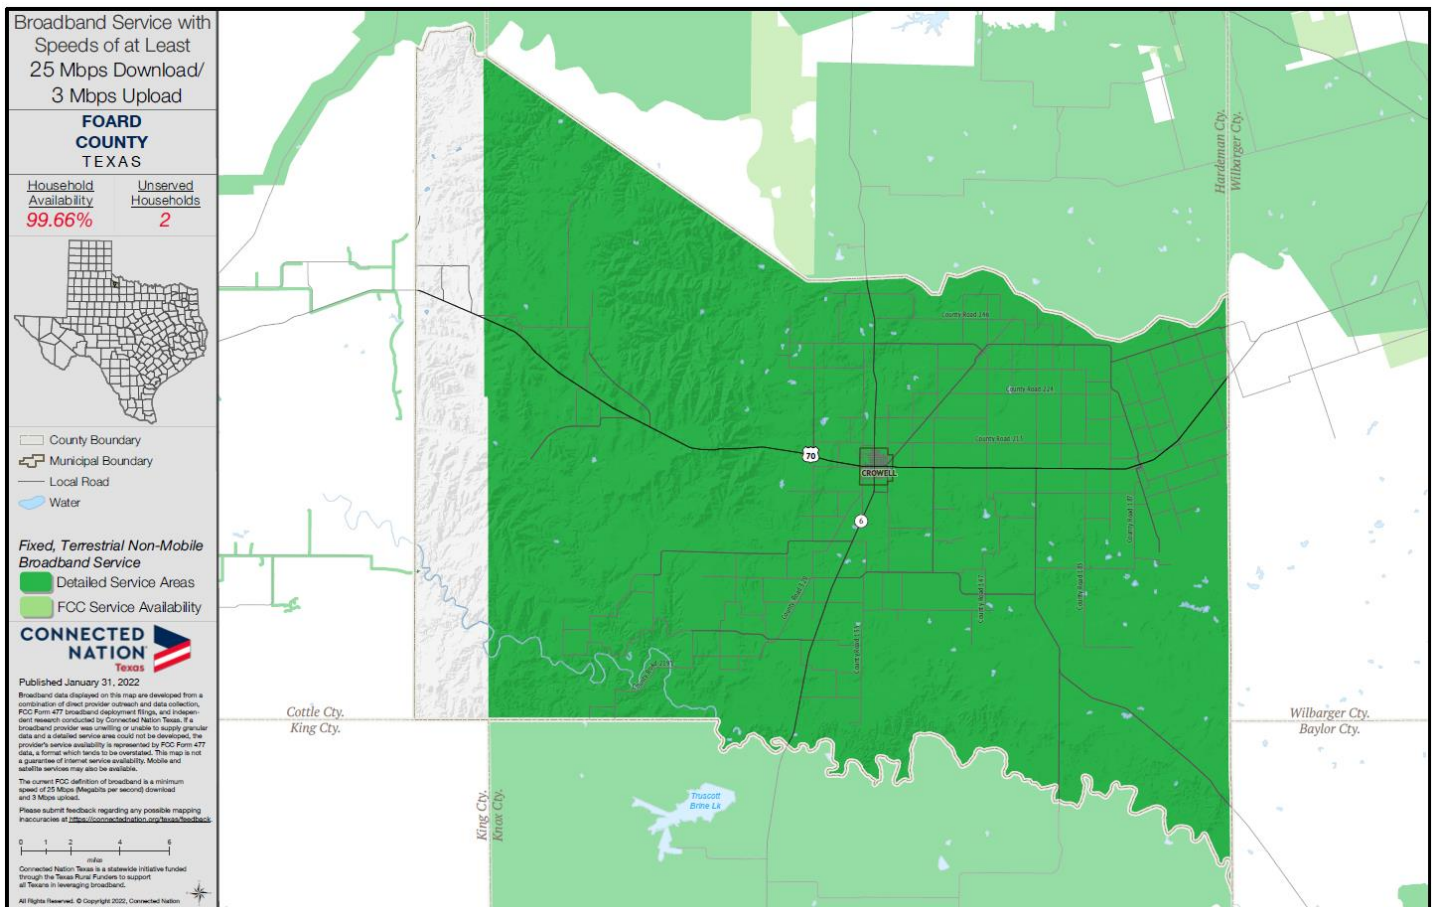 Broadband Service with
Speeds of at Least
25 Mbps Download/
3 Mbps Upload
FOARD
COUNTY
TEXAS
Household
Availability
99.66%
Unserved
Households
2
County Boundary
Municipal Boundary
Local Road
Water
Fixed, Terrestrial Non-Mobile
Broadband Service
Detailed Service Areas
FCC Service Availability
CONNECTED
NATION
Texas
Published January 31, 2022
Broadband data displayed on this map are developed from a
combination of direct provider outreach and data collection,
FCC Form 477 broadband deployment filings, and indepen-
dent research conducted by Connected Nation Texas. If a
broadband provider was unwilling or unable to supply granular
data and a detailed service area could not be developed, the
provider's service availability is represented by FCC Form 477
data, a format which tends to be overstated. This map is not
a guarantee of internet service availability. Mobile and
satellite services may also be available.
The current FCC definition of broadband is a minimum
speed of 25 Mbps (Megabits per second) download
and 3 Mbps upload.
Please submit feedback regarding any possible mapping
inaccuracies at https://connectednation.org/texas/feedback.
0 1 2 4 6
miles
Connected Nation Texas is a statewide initiative funded
through the Texas Rural Funders to support
all Texans in leveraging broadband.
All Rights Reserved. © Copyright 2022, Connected Nation
Hardeman Cty.
Wilbarger Cty.
County Road 246
County Road 224
County Road 213
70
CROWELL
6
County Road 187
Cottle Cty.
King Cty.
Wilbarger Cty.
Baylor Cty.
King Cty.
Knox Cty.
Truscott
Brine Lk